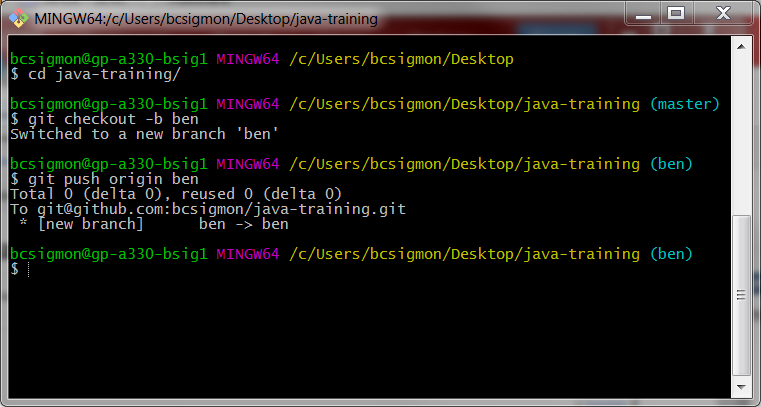 MINGW64:/c/Users/bcsigmon/Desktop/java-training
bcsigmon@gp-a330-bsig1 MINGW64 /c/Users/bcsigmon/Desktop
$ cd java-training/
bcsigmon@gp-a330-bsig1 MINGW64 /c/Users/bcsigmon/Desktop/java-training (master)
$ git checkout -b ben
Switched to a new branch 'ben'
bcsigmon@gp-a330-bsig1 MINGW64 /c/Users/bcsigmon/Desktop/java-training (ben)
$ git push origin ben
Total 0 (delta 0), reused 0 (delta 0)
To git@github.com:bcsigmon/java-training.git
 * [new branch]      ben -> ben
bcsigmon@gp-a330-bsig1 MINGW64 /c/Users/bcsigmon/Desktop/java-training (ben)
$